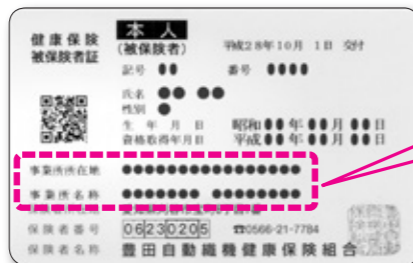 健康保険
被保険者証
本人
(被保険者)
平成28年10月 1日 交付
記号 ●● 番号 ●●●●
氏名 ●● ●●
性別 ●
生年月日 昭和●●年●●月●●日
資格取得年月日 平成●●年●●月●●日
事業所所在地 ●●●●●●●●●●●●●●●●
事業所名称 ●●●●●●● ●●●●●●●●
保険者番号 06230205 ☎0566-21-7784
保険者名称 豊田自動織機健康保険組合